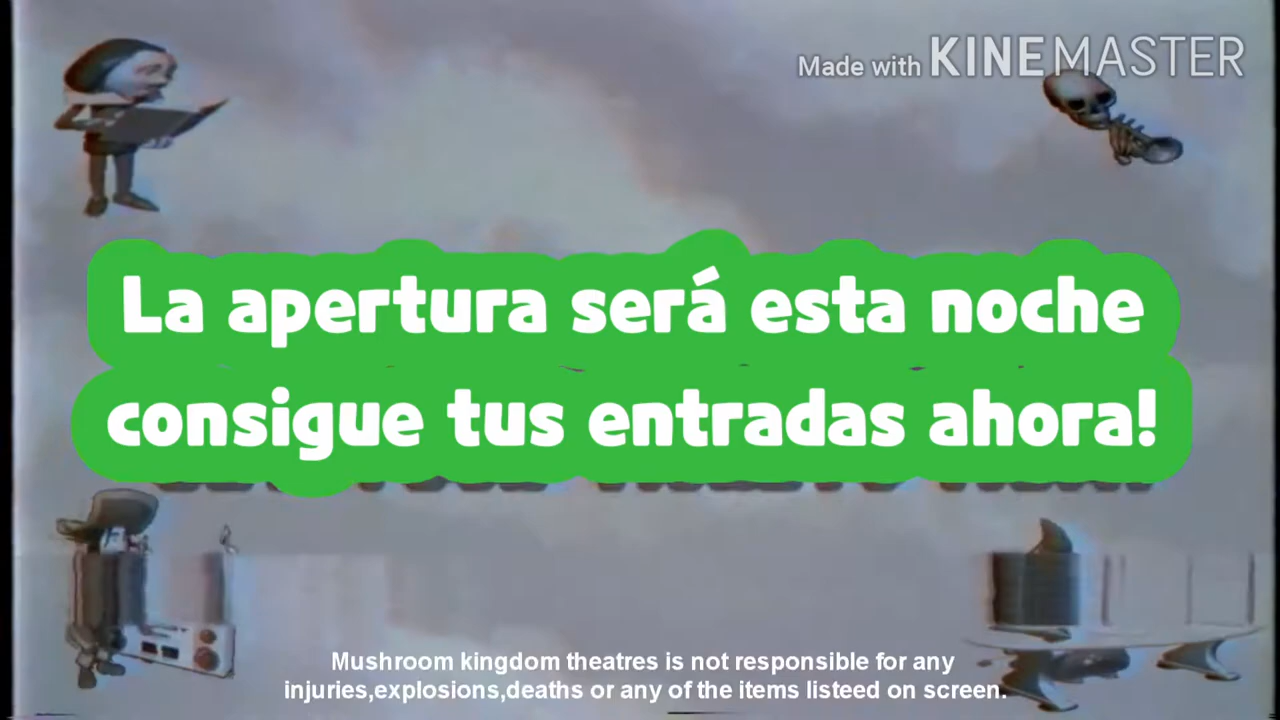 Made with KINEMASTER
La apertura será esta noche
consigue tus entradas ahora!
Mushroom kingdom theatres is not responsible for any
injuries,explosions,deaths or any of the items listeed on screen.